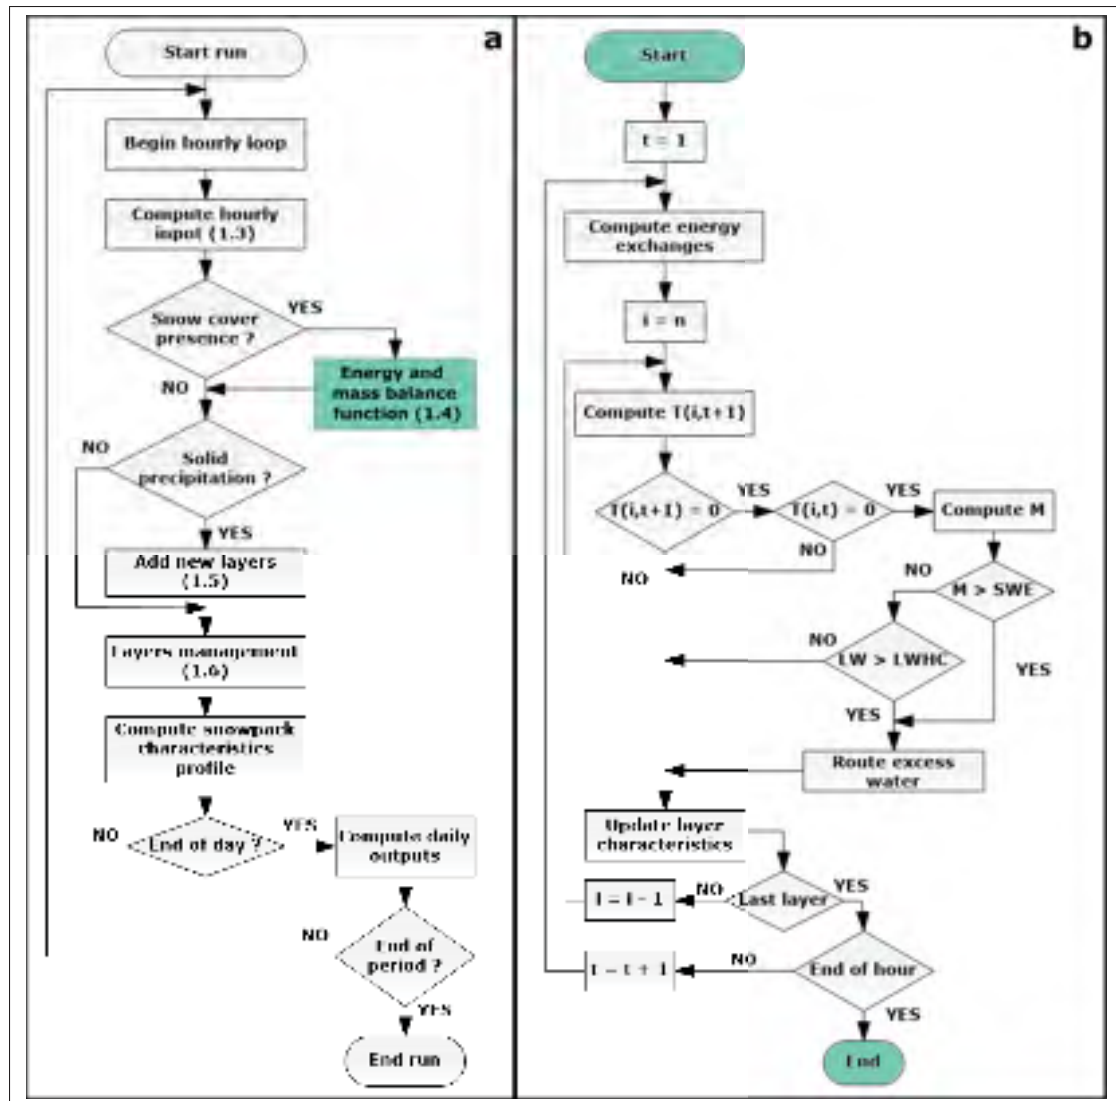 a
Start run
Begin hourly loop
Compute hourly
input (1.3)
Snow cover
presence ?
YES
NO
Energy and
mass balance
function (1.4)
NO
Solid
precipitation ?
YES
Add new layers
(1.5)
Layers management
(1.6)
Compute snowpack
characteristics
profile
NO
End of day ?
YES
Compute daily
outputs
NO
End of
period ?
YES
End run
b
Start
t = 1
Compute energy
exchanges
i = n
Compute T(i,t+1)
T(i,t+1) = 0
YES
T(i,t) = 0
YES
Compute M
NO
NO
NO
M > SWE
NO
LW > LWHC
YES
YES
Route excess
water
Update layer
characteristics
i = i - 1
NO
Last layer
YES
t = t + 1
NO
End of hour
YES
End